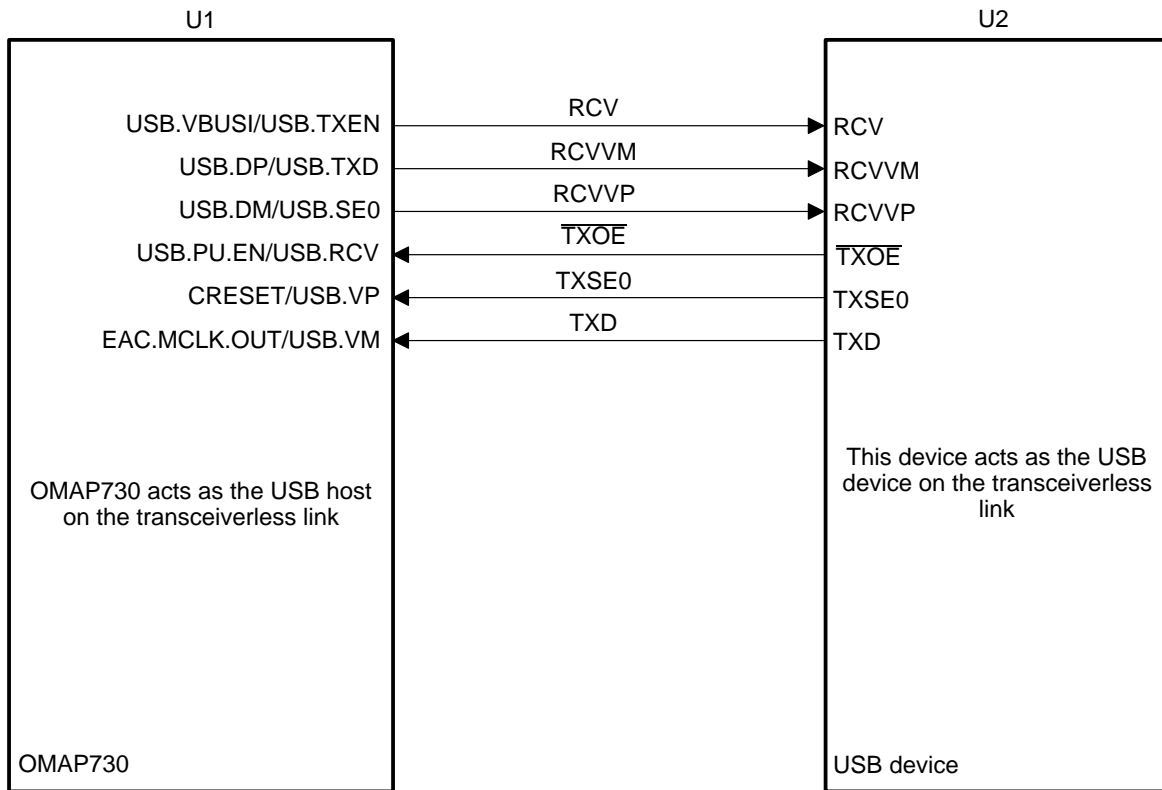 U1
U2
USB.VBUSI/USB.TXEN
RCV
RCV
USB.DP/USB.TXD
RCVVM
RCVVM
USB.DM/USB.SE0
RCVVP
RCVVP
USB.PU.EN/USB.RCV
T̅X̅O̅E̅
T̅X̅O̅E̅
CRESET/USB.VP
TXSE0
TXSE0
EAC.MCLK.OUT/USB.VM
TXD
TXD
OMAP730 acts as the USB host
on the transceiverless link
This device acts as the USB
device on the transceiverless
link
OMAP730
USB device